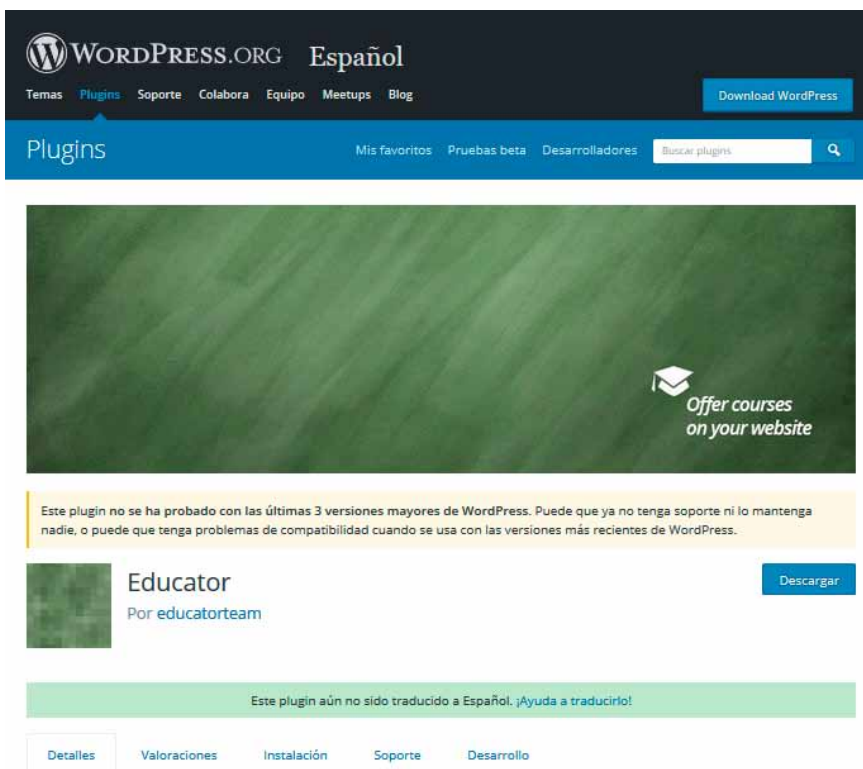 WORDPRESS.ORG Español
Temas Plugins Soporte Colabora Equipo Meetups Blog
Download WordPress
Plugins
Mis favoritos Pruebas beta Desarrolladores Buscar plugins
Offer courses
on your website
Este plugin no se ha probado con las últimas 3 versiones mayores de WordPress. Puede que ya no tenga soporte ni lo mantenga
nadie, o puede que tenga problemas de compatibilidad cuando se usa con las versiones más recientes de WordPress.
Educator
Descargar
Por educatorteam
Este plugin aún no sido traducido a Español. ¡Ayuda a traducirlo!
Detalles Valoraciones Instalación Soporte Desarrollo